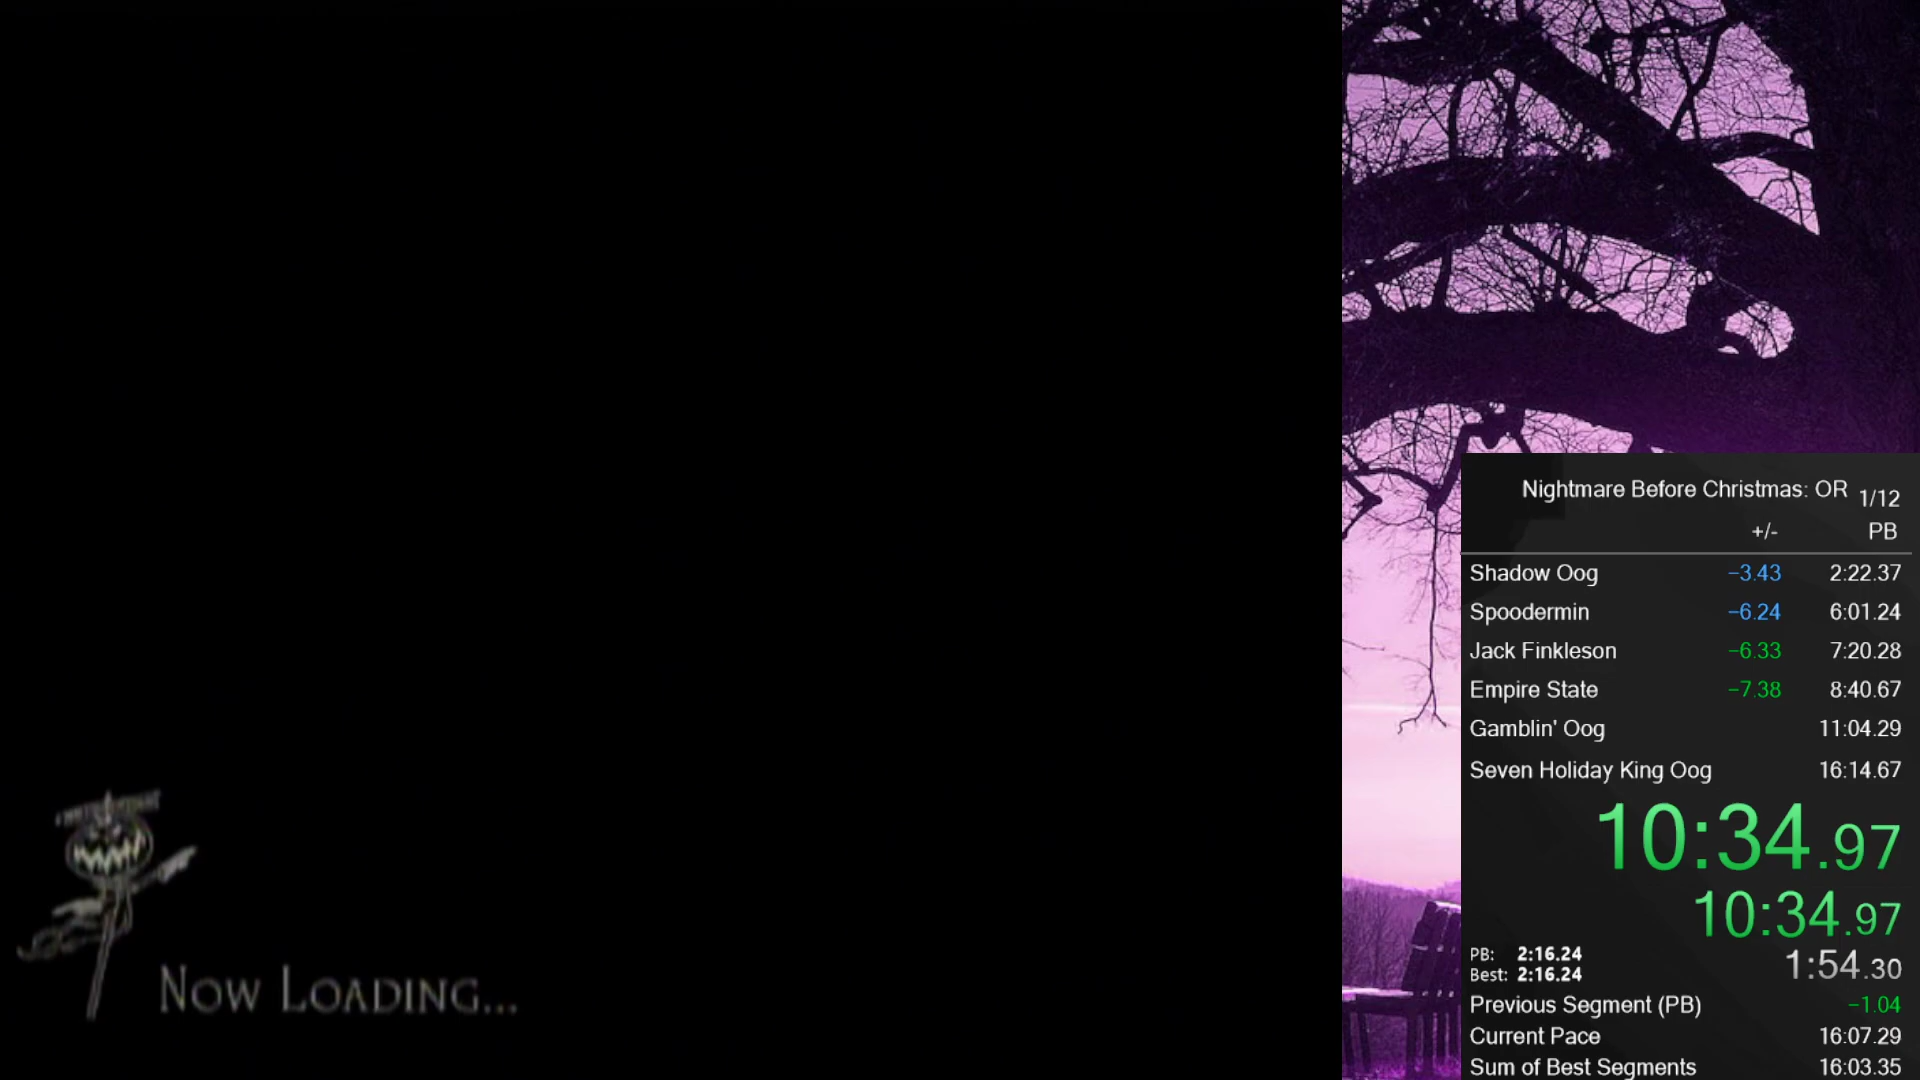 Nightmare Before Christmas: OR 1/12
+/- PB
Shadow Oog −3.43 2:22.37
Spoodermin −6.24 6:01.24
Jack Finkleson −6.33 7:20.28
Empire State −7.38 8:40.67
Gamblin' Oog 11:04.29
Seven Holiday King Oog 16:14.67
10:34.97
10:34.97
PB: 2:16.24
Best: 2:16.24
1:54.30
Previous Segment (PB) −1.04
Current Pace 16:07.29
Sum of Best Segments 16:03.35
Now Loading...